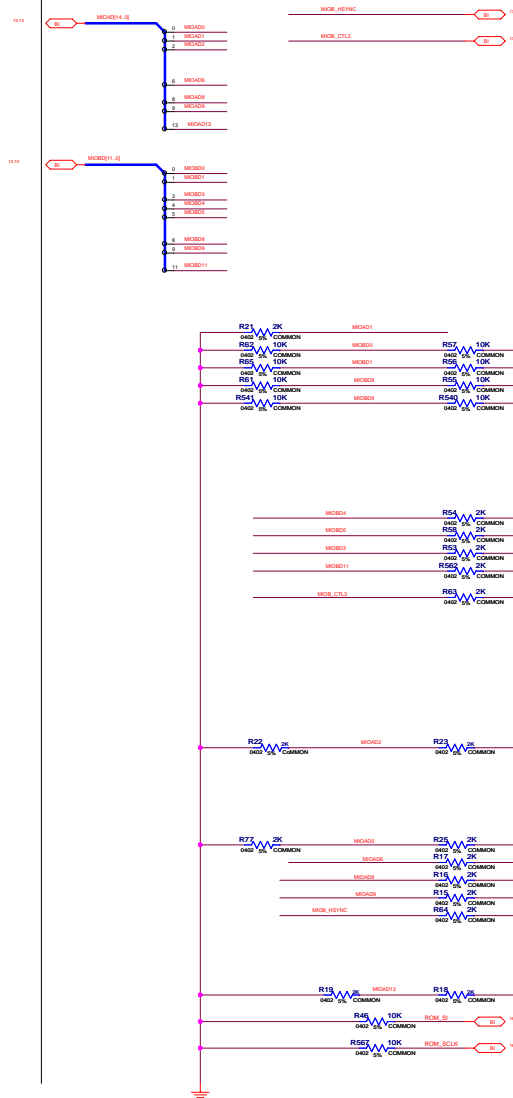 BI MIOAD[14..0]
0 MIOAD0
1 MIOAD1
2 MIOAD2
6 MIOAD6
8 MIOAD8
9 MIOAD9
13 MIOAD13
MIOB_HSYNC BI
MIOB_CTL3 BI
BI MIOBD[11..0]
0 MIOBD0
1 MIOBD1
3 MIOBD3
4 MIOBD4
5 MIOBD5
8 MIOBD8
9 MIOBD9
11 MIOBD11
R21 2K MIOAD1
0402 5% COMMON
R62 10K MIOBD0 R57 10K
0402 5% COMMON 0402 5% COMMON
R65 10K MIOBD1 R56 10K
0402 5% COMMON 0402 5% COMMON
R61 10K MIOBD8 R55 10K
0402 5% COMMON 0402 5% COMMON
R541 10K MIOBD9 R540 10K
0402 5% COMMON 0402 5% COMMON
MIOBD4 R54 2K
0402 5% COMMON
MIOBD5 R58 2K
0402 5% COMMON
MIOBD3 R53 2K
0402 5% COMMON
MIOBD11 R562 2K
0402 5% COMMON
MIOB_CTL3 R63 2K
0402 5% COMMON
R22 2K MIOAD2 R23 2K
0402 5% COMMON 0402 5% COMMON
R77 2K MIOAD0 R25 2K
0402 5% COMMON 0402 5% COMMON
MIOAD6 R17 2K
0402 5% COMMON
MIOAD8 R16 2K
0402 5% COMMON
MIOAD9 R15 2K
0402 5% COMMON
MIOB_HSYNC R64 2K
0402 5% COMMON
R19 2K MIOAD13 R18 2K
0402 5% COMMON 0402 5% COMMON
R46 10K ROM_SI BI
0402 5% COMMON
R567 10K ROM_SCLK BI
0402 5% COMMON